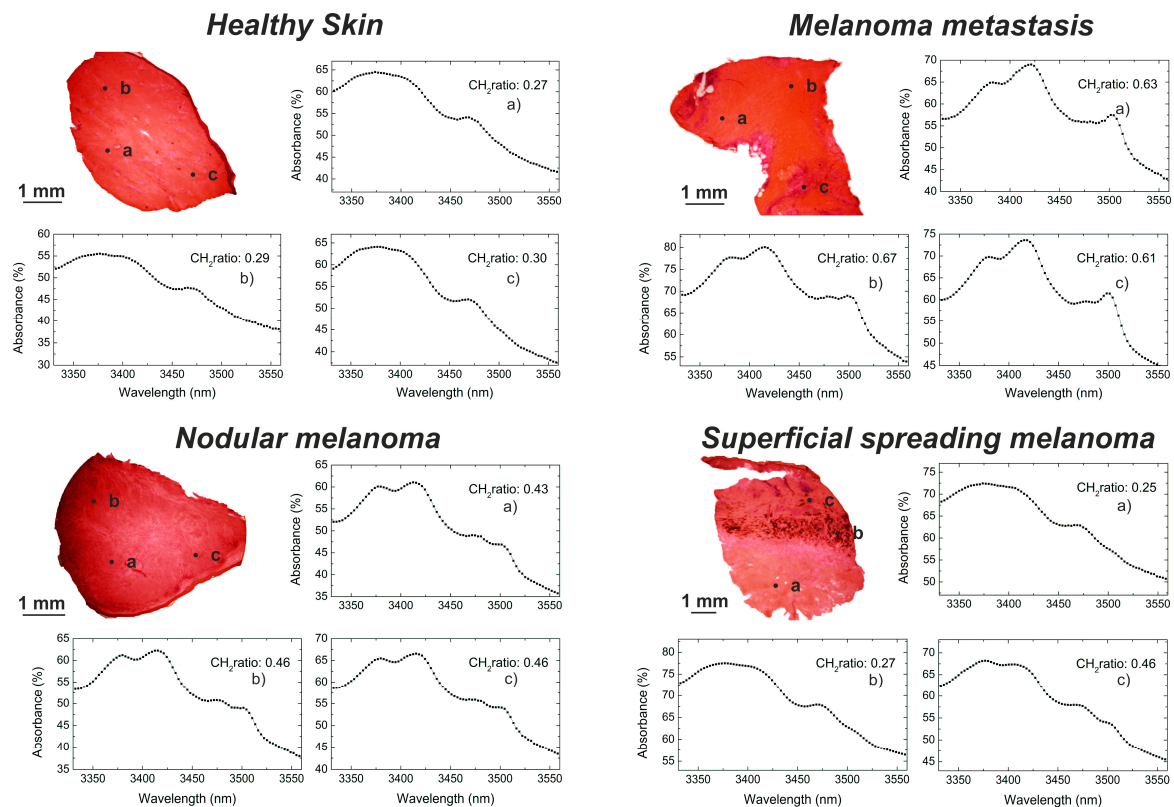 Healthy Skin
b
a
c
1 mm
65
60
55
50
45
40
Absorbance (%)
CH2ratio: 0.27
a)
3350 3400 3450 3500 3550
60
55
50
45
40
35
30
Absorbance (%)
CH2ratio: 0.29
b)
3350 3400 3450 3500 3550
Wavelength (nm)
65
60
55
50
45
40
Absorbance (%)
CH2ratio: 0.30
c)
3350 3400 3450 3500 3550
Wavelength (nm)
Melanoma metastasis
b
a
c
1 mm
70
65
60
55
50
45
40
Absorbance (%)
CH2ratio: 0.63
a)
3350 3400 3450 3500 3550
80
75
70
65
60
55
Absorbance (%)
CH2ratio: 0.67
b)
3350 3400 3450 3500 3550
Wavelength (nm)
75
70
65
60
55
50
45
Absorbance (%)
CH2ratio: 0.61
c)
3350 3400 3450 3500 3550
Wavelength (nm)
Nodular melanoma
b
a
c
1 mm
65
60
55
50
45
40
35
Absorbance (%)
CH2ratio: 0.43
a)
3350 3400 3450 3500 3550
65
60
55
50
45
40
35
Absorbance (%)
CH2ratio: 0.46
b)
3350 3400 3450 3500 3550
Wavelength (nm)
70
65
60
55
50
45
40
Absorbance (%)
CH2ratio: 0.46
c)
3350 3400 3450 3500 3550
Wavelength (nm)
Superficial spreading melanoma
c
b
a
1 mm
75
70
65
60
55
50
Absorbance (%)
CH2ratio: 0.25
a)
3350 3400 3450 3500 3550
80
75
70
65
60
55
Absorbance (%)
CH2ratio: 0.27
b)
3350 3400 3450 3500 3550
Wavelength (nm)
70
65
60
55
50
45
Absorbance (%)
CH2ratio: 0.46
c)
3350 3400 3450 3500 3550
Wavelength (nm)